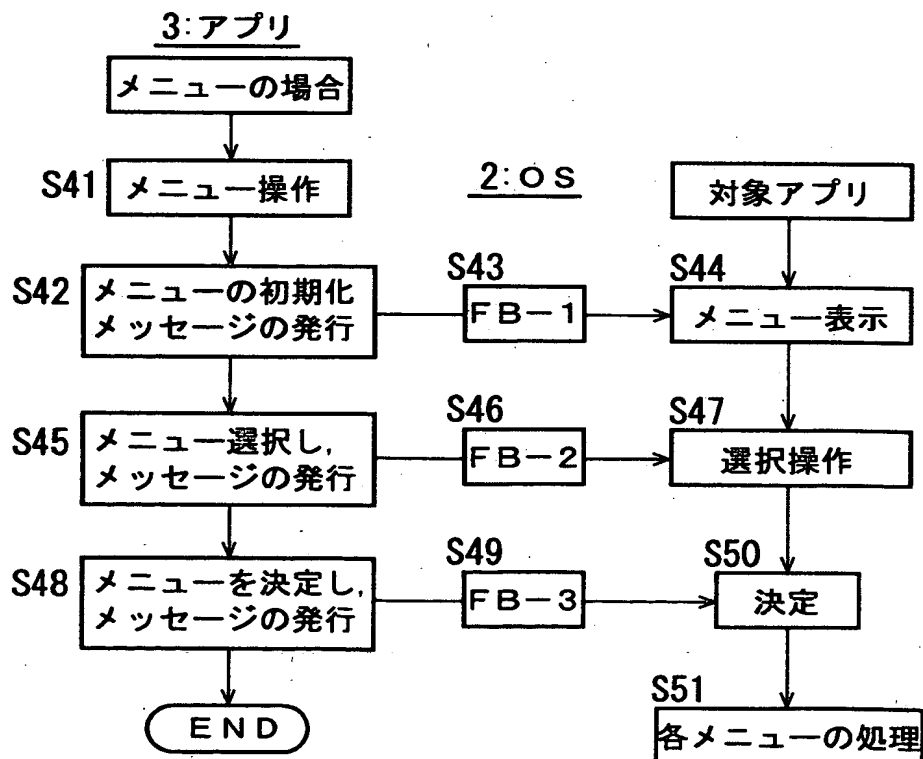 3:アプリ
メニューの場合
S41
メニュー操作
2:OS
対象アプリ
S42
メニューの初期化
メッセージの発行
S43
FB-1
S44
メニュー表示
S45
メニュー選択し,
メッセージの発行
S46
FB-2
S47
選択操作
S48
メニューを決定し,
メッセージの発行
S49
FB-3
S50
決定
END
S51
各メニューの処理